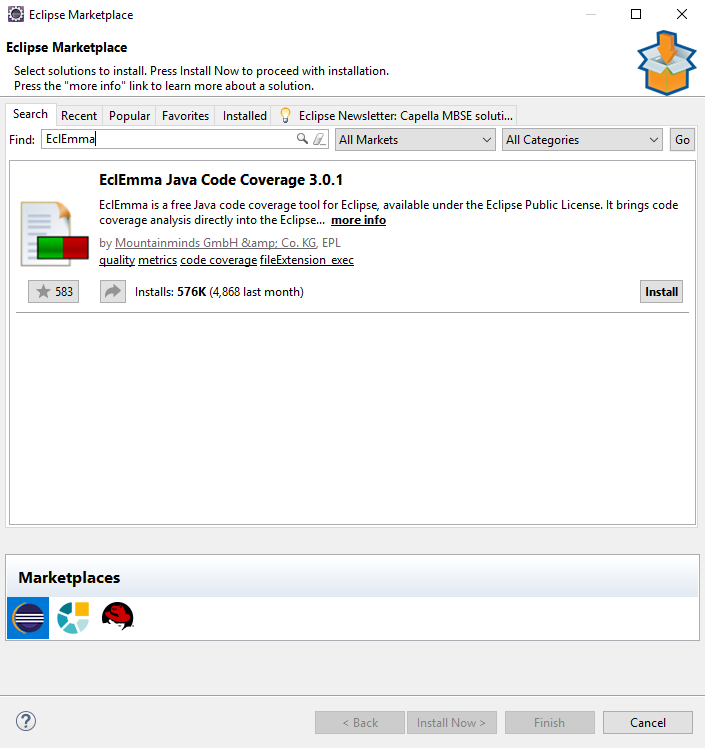 Eclipse Marketplace
Eclipse Marketplace
Select solutions to install. Press Install Now to proceed with installation.
Press the "more info" link to learn more about a solution.
Search Recent Popular Favorites Installed Eclipse Newsletter: Capella MBSE soluti...
Find: EclEmma All Markets All Categories Go
EclEmma Java Code Coverage 3.0.1
EclEmma is a free Java code coverage tool for Eclipse, available under the Eclipse Public License. It brings code
coverage analysis directly into the Eclipse... more info
by Mountainminds GmbH &amp; Co. KG, EPL
quality metrics code coverage fileExtension_exec
583 Installs: 576K (4,868 last month) Install
Marketplaces
? < Back Install Now > Finish Cancel